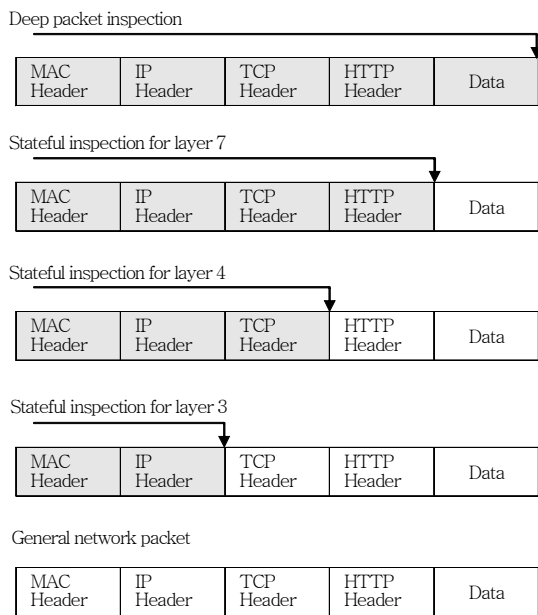 Deep packet inspection
MAC Header IP Header TCP Header HTTP Header Data
Stateful inspection for layer 7
MAC Header IP Header TCP Header HTTP Header Data
Stateful inspection for layer 4
MAC Header IP Header TCP Header HTTP Header Data
Stateful inspection for layer 3
MAC Header IP Header TCP Header HTTP Header Data
General network packet
MAC Header IP Header TCP Header HTTP Header Data